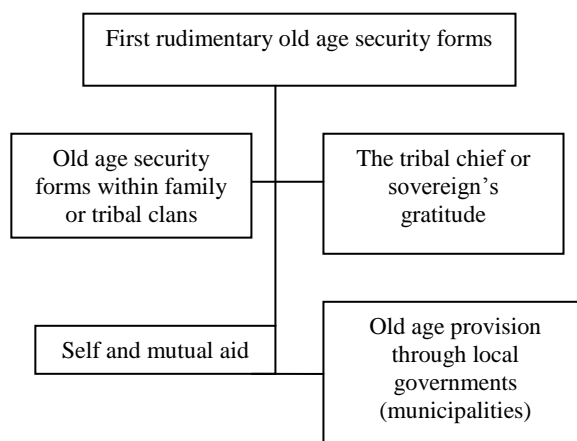 First rudimentary old age security forms
Old age security
forms within family
or tribal clans
The tribal chief or
sovereign’s
gratitude
Self and mutual aid
Old age provision
through local
governments
(municipalities)